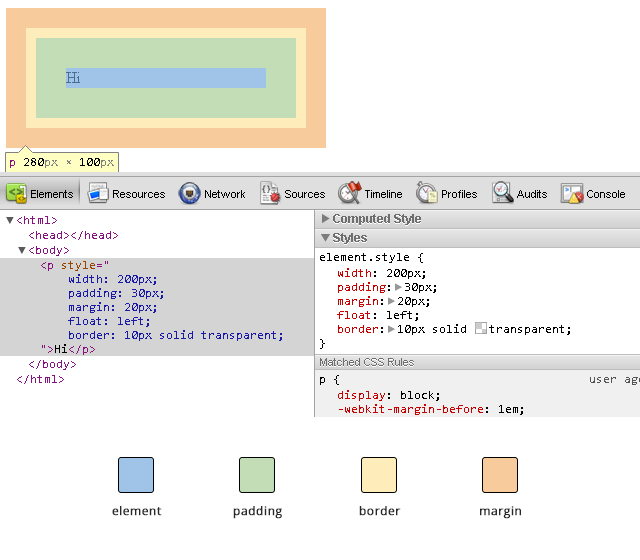 Hi
p 280px × 100px
Elements Resources Network Sources Timeline Profiles Audits Console
▼<html>
<head></head>
▼<body>
<p style="
width: 200px;
padding: 30px;
margin: 20px;
float: left;
border: 10px solid transparent;
">Hi</p>
</body>
</html>
▶ Computed Style
▼ Styles
element.style {
width: 200px;
padding:▶30px;
margin:▶20px;
float: left;
border:▶10px solid transparent;
}
Matched CSS Rules
p { user age
display: block;
-webkit-margin-before: 1em;
element padding border margin